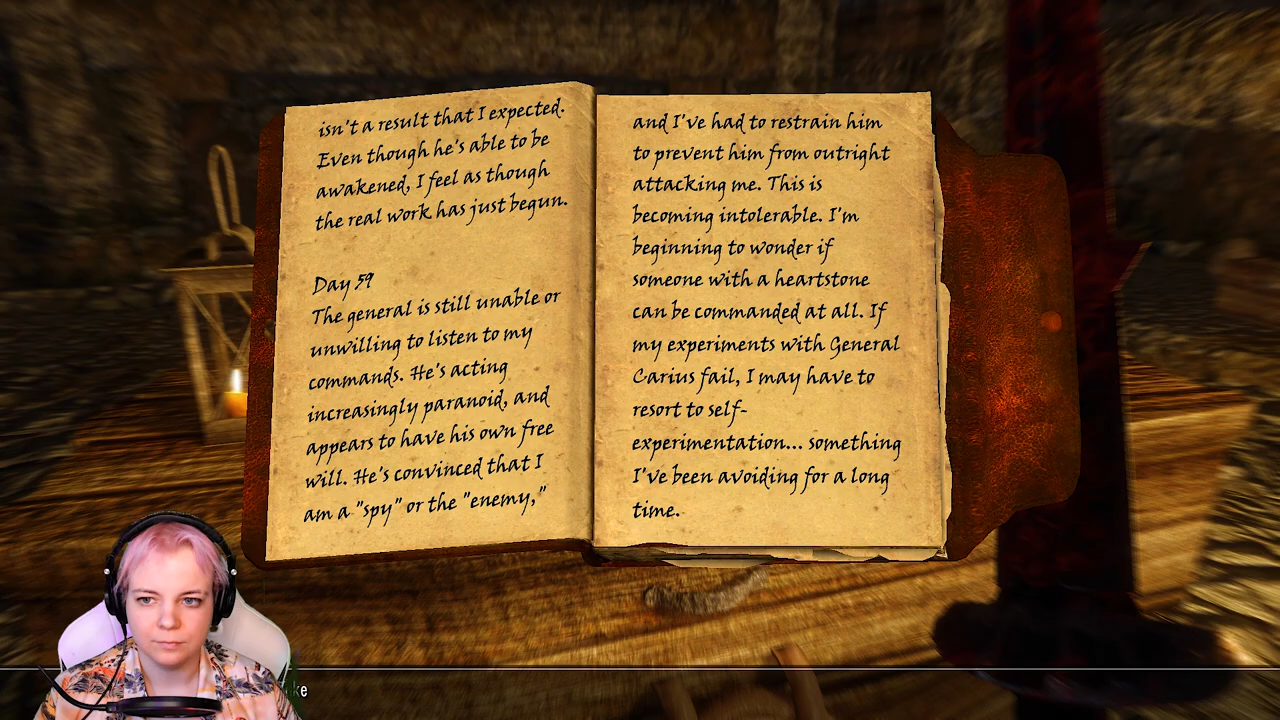 isn't a result that I expected.
Even though he's able to be
awakened, I feel as though
the real work has just begun.
Day 59
The general is still unable or
unwilling to listen to my
commands. He's acting
increasingly paranoid, and
appears to have his own free
will. He's convinced that I
am a "spy" or the "enemy,"
and I've had to restrain him
to prevent him from outright
attacking me. This is
becoming intolerable. I'm
beginning to wonder if
someone with a heartstone
can be commanded at all. If
my experiments with General
Carius fail, I may have to
resort to self-
experimentation... something
I've been avoiding for a long
time.